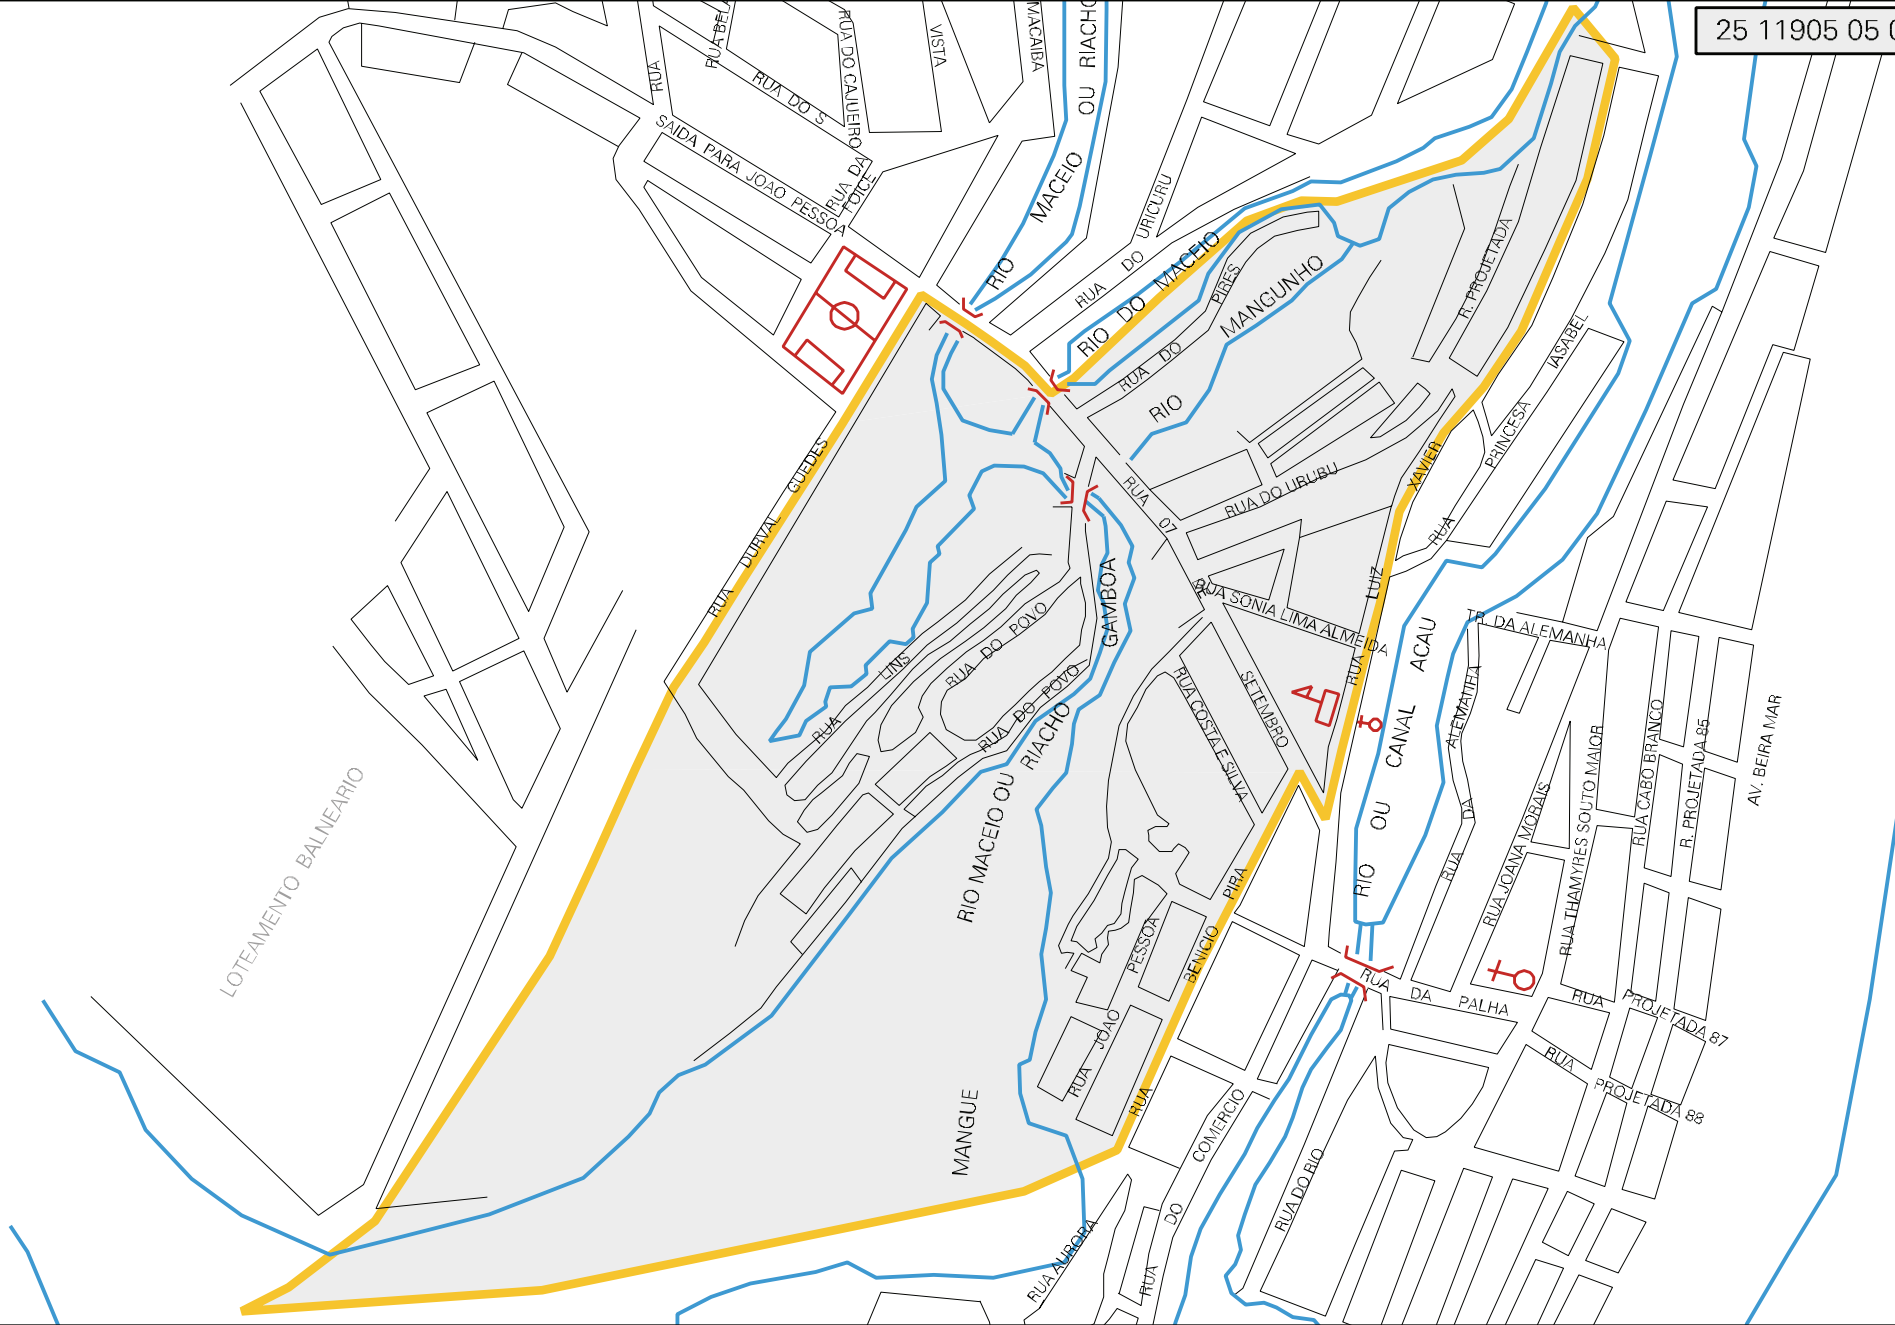 25 11905 05 0
RUA BELA
RUA DO CAJUEIRO
VISTA
MACAIBA
OU RIACHO
RUA
RUA DO S
SAIDA PARA JOAO PESSOA
RUA DA
FOICE
MACEIO
RIO
RUA DO URICURU
RIO DO MACEIO
PIRES
RUA DO
MANGUNHO
RIO
R. PROJETADA
IASABEL
PRINCESA
RUA
XAVIER
LUIZ
RUA
RUA DO URUBU
RUA 07
RUA DURVAL GUEDES
GAMBOA
RUA SONIA LIMA ALMEIDA
SETEMBRO
RUA COSTA E SILVA
RUA LINS
RUA DO POVO
RUA DO POVO
RIACHO
RIO MACEIO OU
RIO OU CANAL ACAU
TR. DA ALEMANHA
RUA DA ALEMANHA
RUA JOANA MORAIS
RUA THAMYRES SOUTO MAIOR
RUA CABO BRANCO
R. PROJETADA 85
AV. BEIRA MAR
LOTEAMENTO BALNEARIO
RUA BENICIO PIRA
RUA JOAO PESSOA
RUA DA PALHA
RUA PROJETADA 87
RUA PROJETADA 88
MANGUE
RUA DO COMERCIO
RUA DO RIO
RUA AURORA